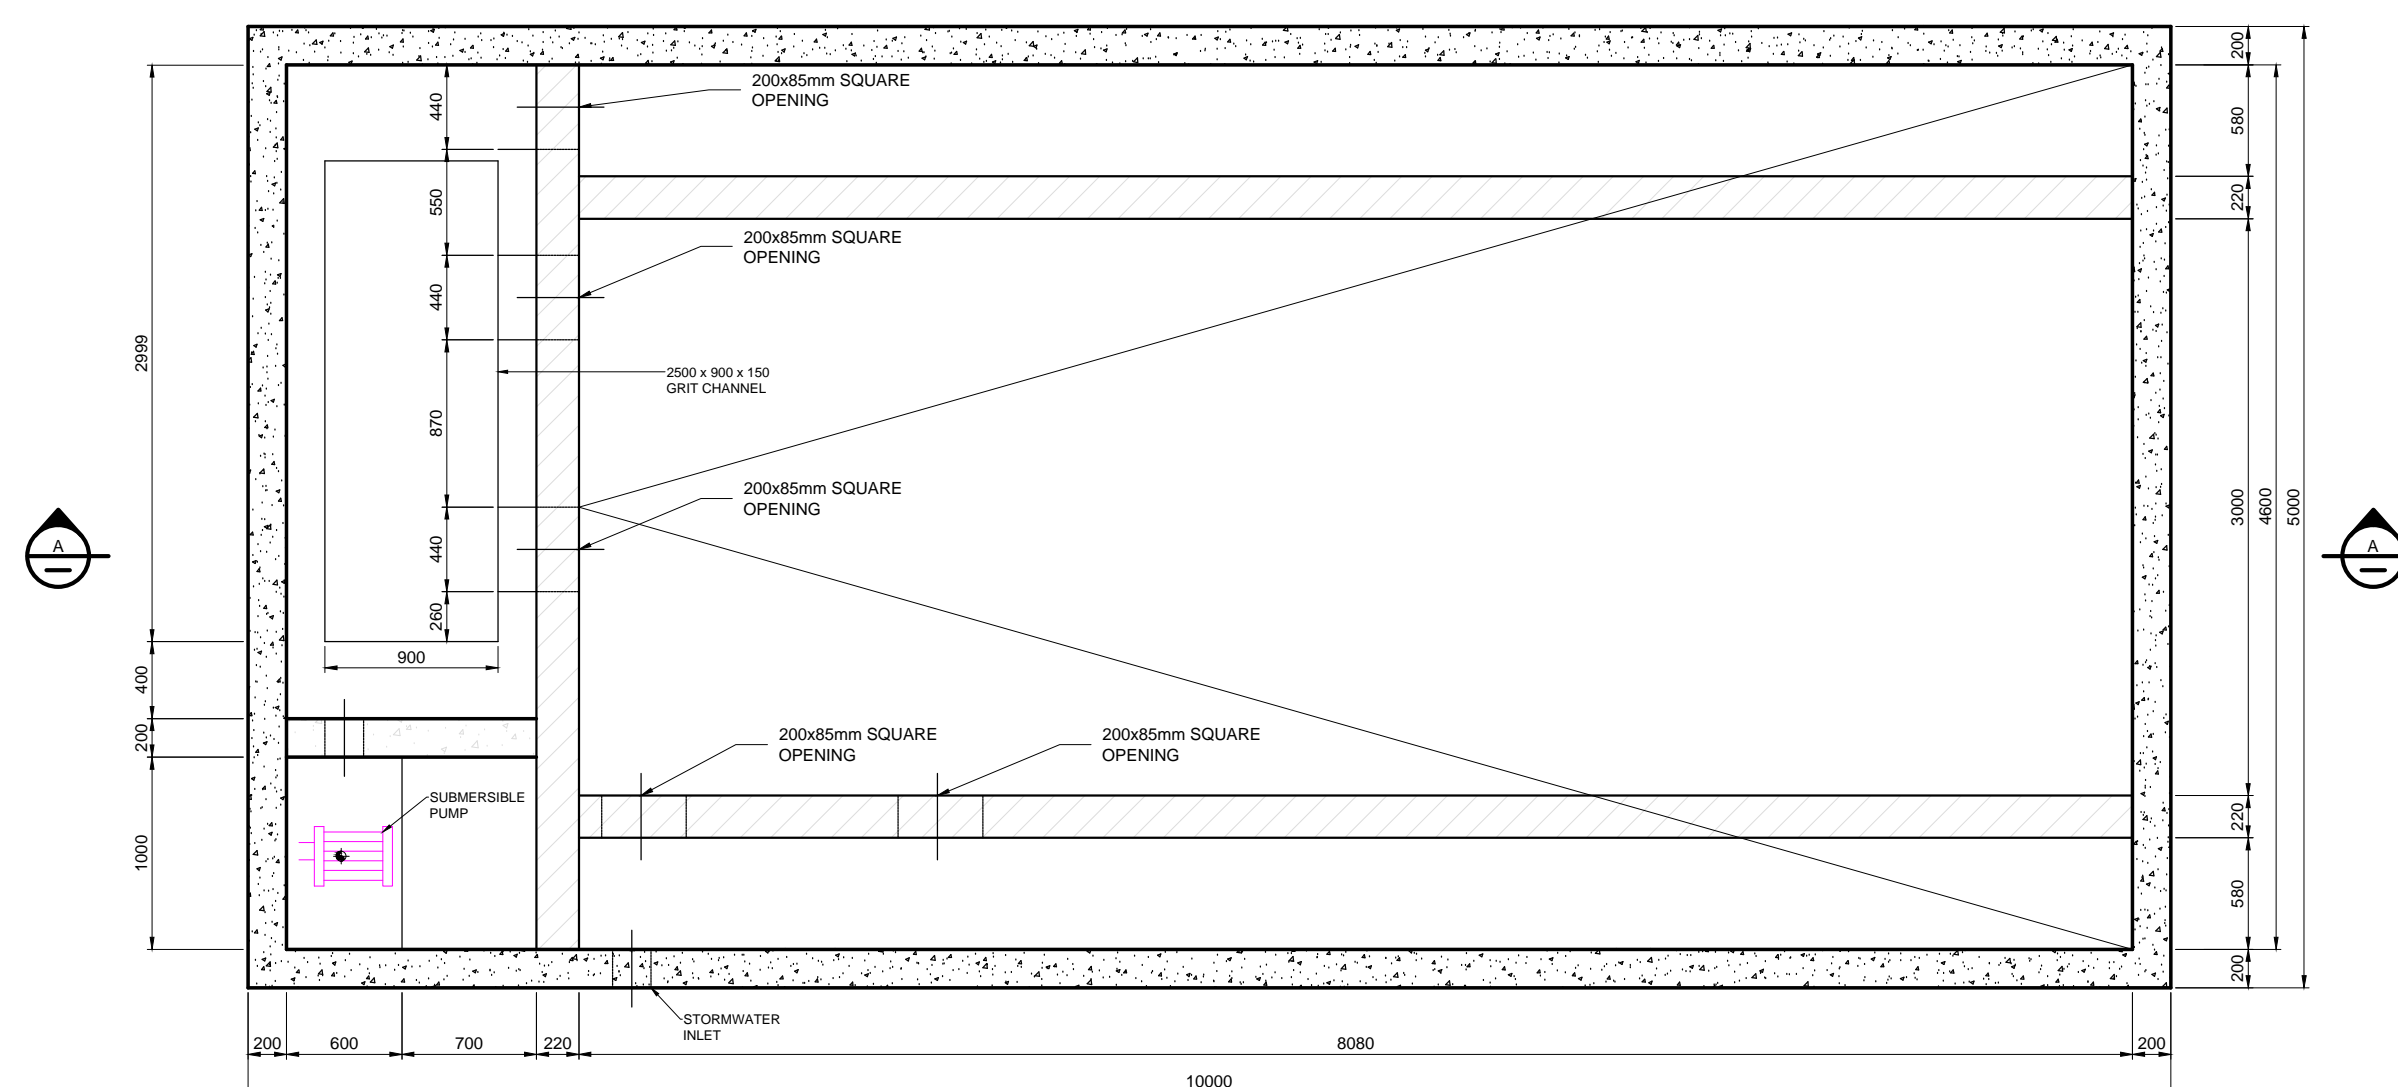 200x85mm SQUARE
OPENING
200x85mm SQUARE
OPENING
2500 x 900 x 150
GRIT CHANNEL
200x85mm SQUARE
OPENING
200x85mm SQUARE
OPENING
200x85mm SQUARE
OPENING
SUBMERSIBLE
PUMP
STORMWATER
INLET
A
A
2999
400
200
1000
440
550
440
870
440
260
900
200
580
220
3000
220
580
200
4600
5000
200
600
700
220
8080
200
10000